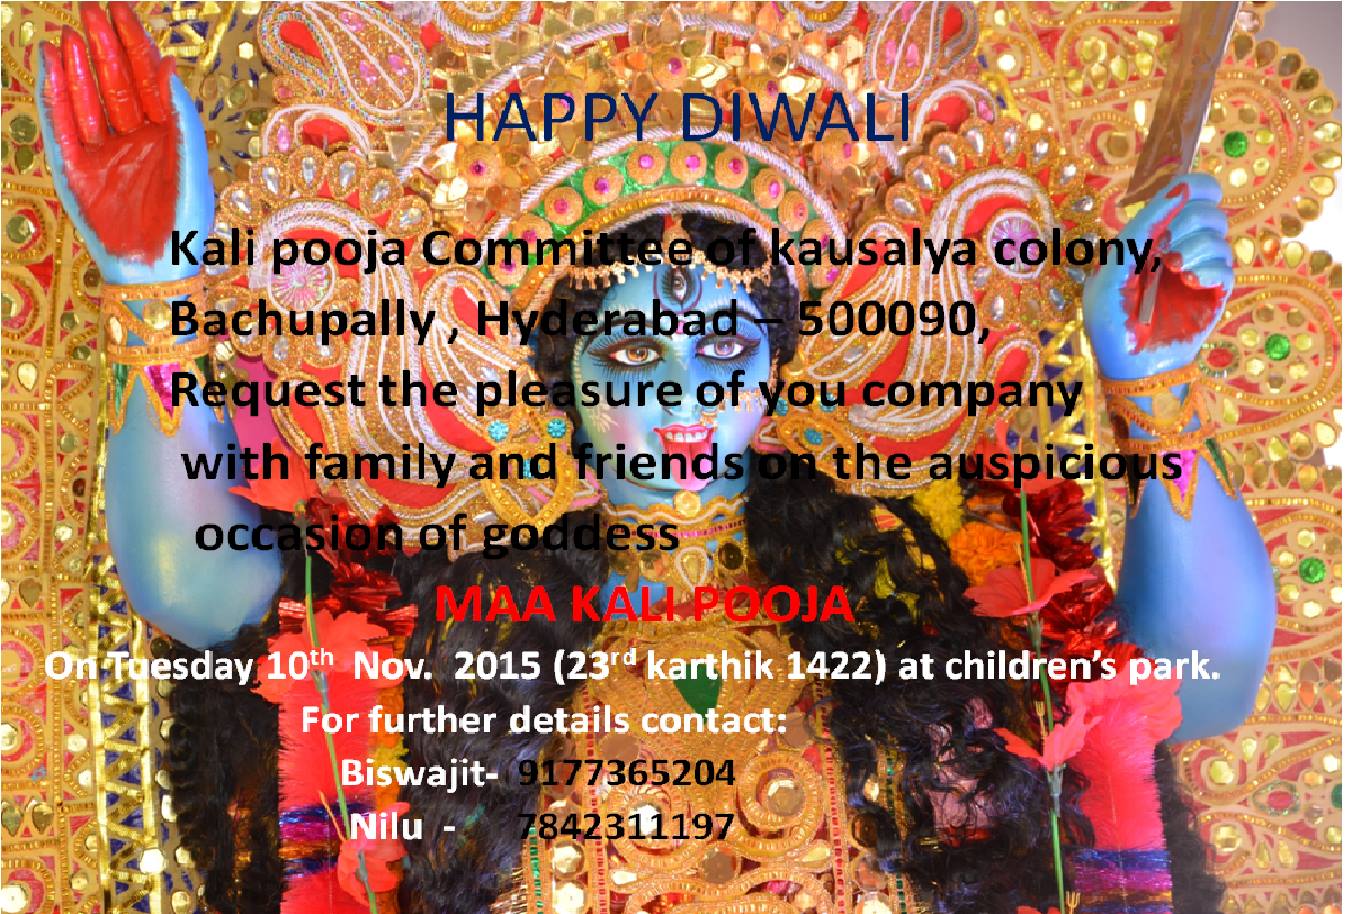 HAPPY DIWALI
Kali pooja Committee of kausalya colony,
Bachupally , Hyderabad – 500090,
Request the pleasure of you company
with family and friends on the auspicious
occasion of goddess
MAA KALI POOJA
On Tuesday 10th Nov. 2015 (23rd karthik 1422) at children's park.
For further details contact:
Biswajit- 9177365204
Nilu - 7842311197